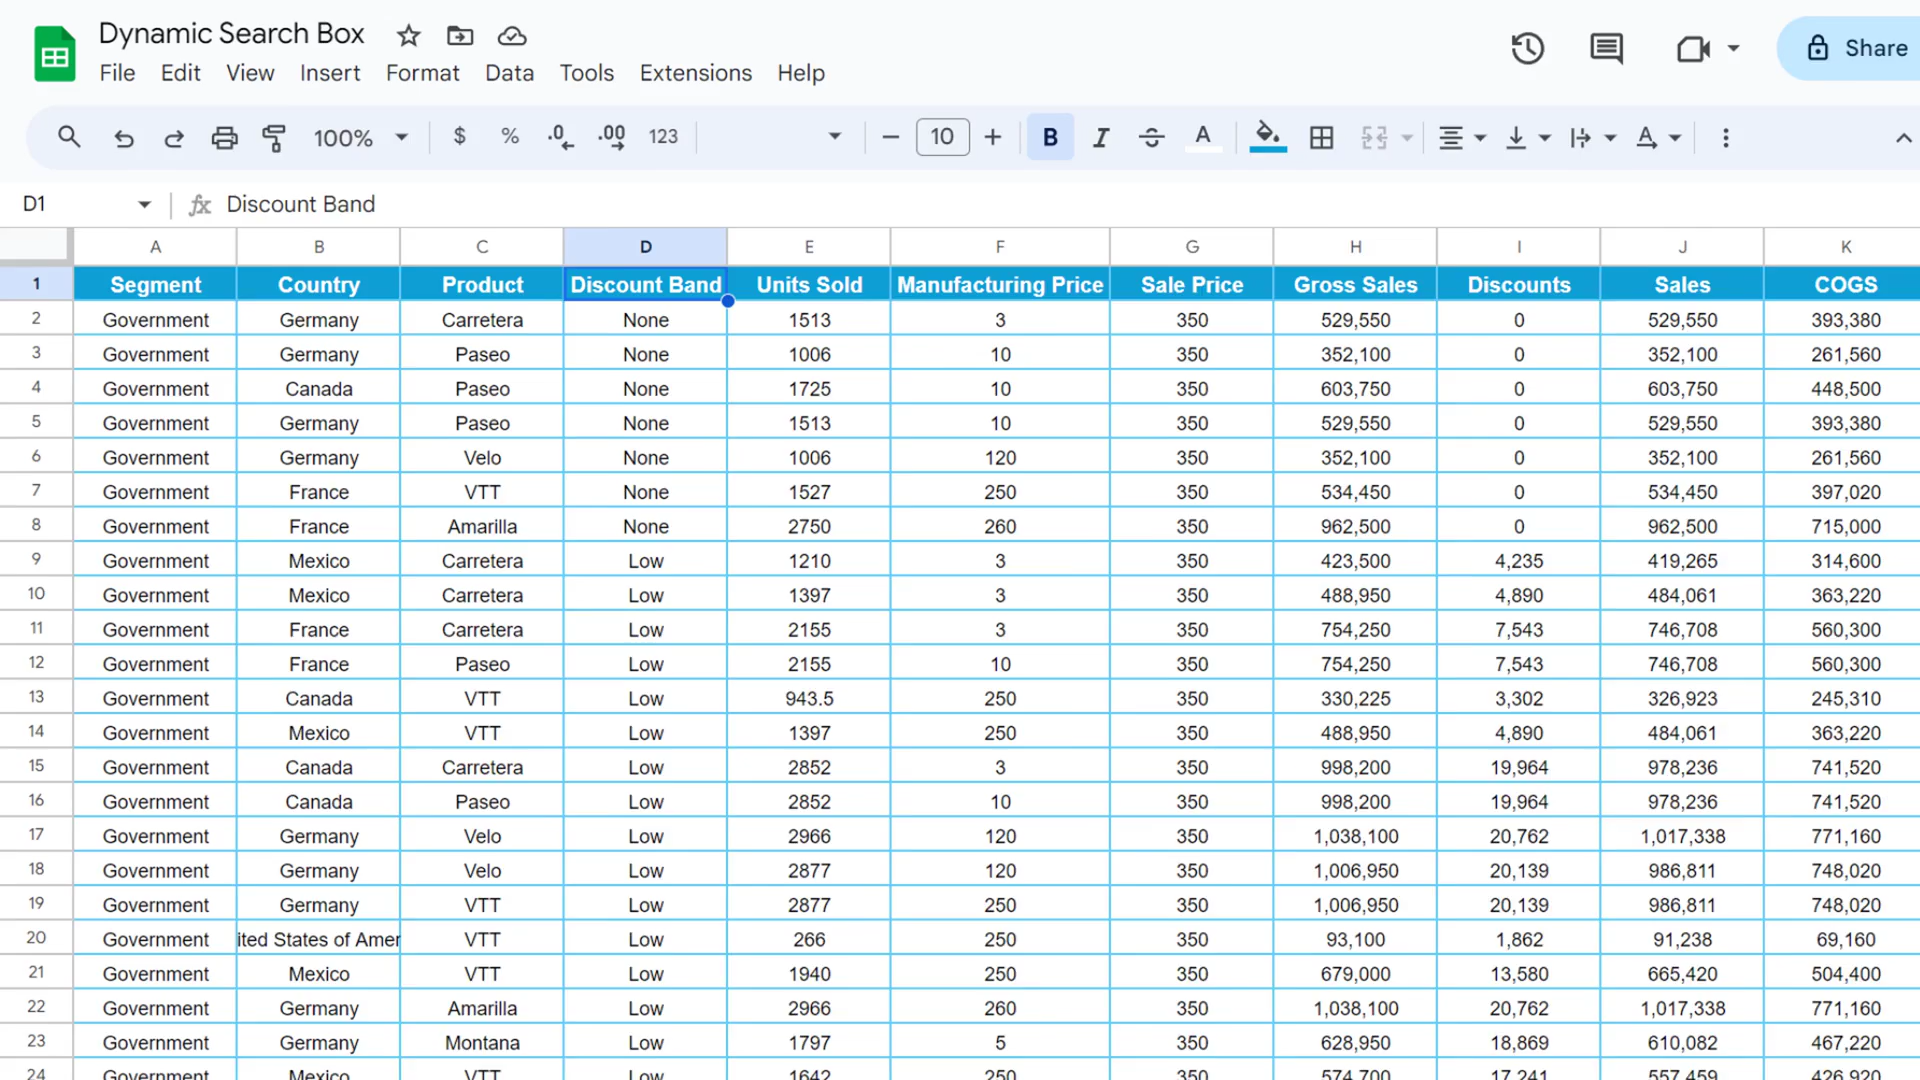 Dynamic Search Box
File Edit View Insert Format Data Tools Extensions Help
Share
100% $ % .0 .00 123 10 B I A
D1 fx Discount Band
A B C D E F G H I J K
1 Segment Country Product Discount Band Units Sold Manufacturing Price Sale Price Gross Sales Discounts Sales COGS
2 Government Germany Carretera None 1513 3 350 529,550 0 529,550 393,380
3 Government Germany Paseo None 1006 10 350 352,100 0 352,100 261,560
4 Government Canada Paseo None 1725 10 350 603,750 0 603,750 448,500
5 Government Germany Paseo None 1513 10 350 529,550 0 529,550 393,380
6 Government Germany Velo None 1006 120 350 352,100 0 352,100 261,560
7 Government France VTT None 1527 250 350 534,450 0 534,450 397,020
8 Government France Amarilla None 2750 260 350 962,500 0 962,500 715,000
9 Government Mexico Carretera Low 1210 3 350 423,500 4,235 419,265 314,600
10 Government Mexico Carretera Low 1397 3 350 488,950 4,890 484,061 363,220
11 Government France Carretera Low 2155 3 350 754,250 7,543 746,708 560,300
12 Government France Paseo Low 2155 10 350 754,250 7,543 746,708 560,300
13 Government Canada VTT Low 943.5 250 350 330,225 3,302 326,923 245,310
14 Government Mexico VTT Low 1397 250 350 488,950 4,890 484,061 363,220
15 Government Canada Carretera Low 2852 3 350 998,200 19,964 978,236 741,520
16 Government Canada Paseo Low 2852 10 350 998,200 19,964 978,236 741,520
17 Government Germany Velo Low 2966 120 350 1,038,100 20,762 1,017,338 771,160
18 Government Germany Velo Low 2877 120 350 1,006,950 20,139 986,811 748,020
19 Government Germany VTT Low 2877 250 350 1,006,950 20,139 986,811 748,020
20 Government ited States of Amer VTT Low 266 250 350 93,100 1,862 91,238 69,160
21 Government Mexico VTT Low 1940 250 350 679,000 13,580 665,420 504,400
22 Government Germany Amarilla Low 2966 260 350 1,038,100 20,762 1,017,338 771,160
23 Government Germany Montana Low 1797 5 350 628,950 18,869 610,082 467,220
24 Government Mexico VTT Low 1642 250 350 574,700 17,241 557,459 426,920